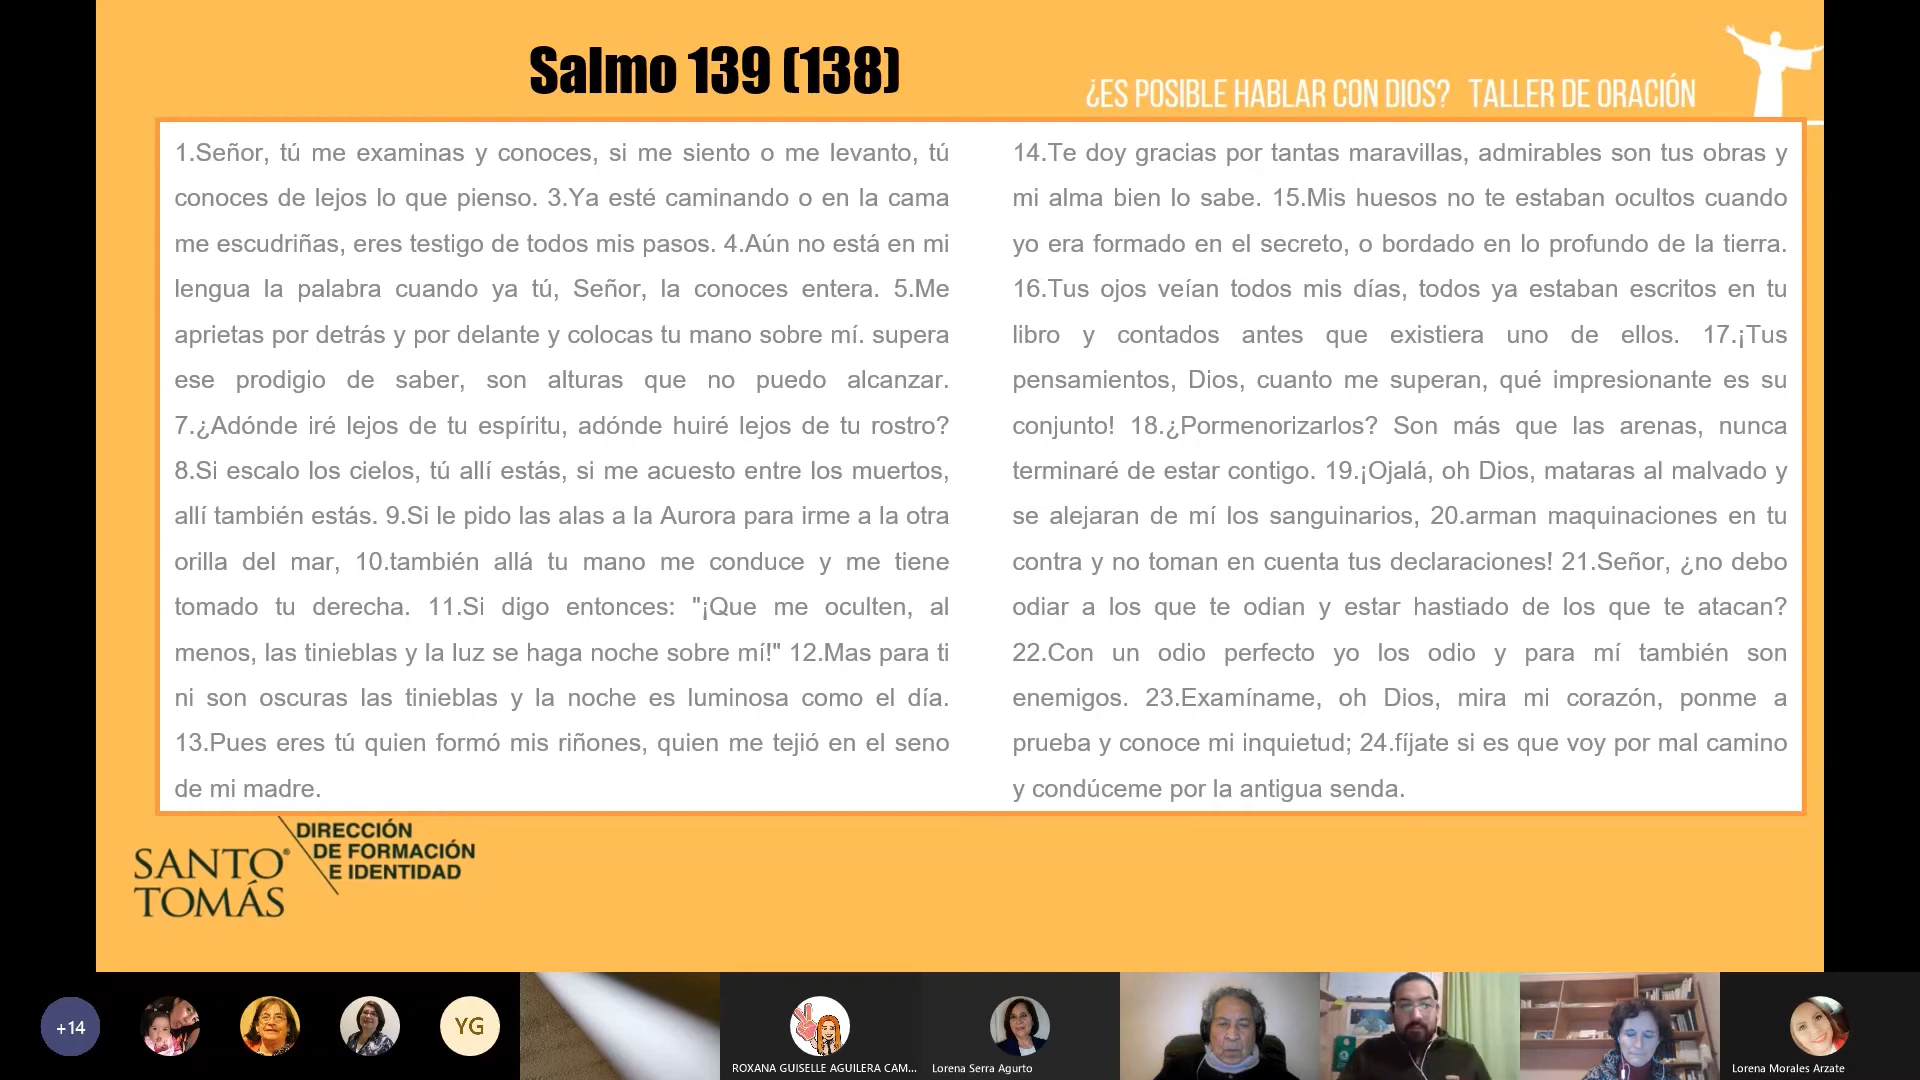 Salmo 139 (138)
¿ES POSIBLE HABLAR CON DIOS? TALLER DE ORACIÓN
1.Señor, tú me examinas y conoces, si me siento o me levanto, tú
conoces de lejos lo que pienso. 3.Ya esté caminando o en la cama
me escudriñas, eres testigo de todos mis pasos. 4.Aún no está en mi
lengua la palabra cuando ya tú, Señor, la conoces entera. 5.Me
aprietas por detrás y por delante y colocas tu mano sobre mí. supera
ese prodigio de saber, son alturas que no puedo alcanzar.
7.¿Adónde iré lejos de tu espíritu, adónde huiré lejos de tu rostro?
8.Si escalo los cielos, tú allí estás, si me acuesto entre los muertos,
allí también estás. 9.Si le pido las alas a la Aurora para irme a la otra
orilla del mar, 10.también allá tu mano me conduce y me tiene
tomado tu derecha. 11.Si digo entonces: "¡Que me oculten, al
menos, las tinieblas y la luz se haga noche sobre mí!" 12.Mas para ti
ni son oscuras las tinieblas y la noche es luminosa como el día.
13.Pues eres tú quien formó mis riñones, quien me tejió en el seno
de mi madre.
14.Te doy gracias por tantas maravillas, admirables son tus obras y
mi alma bien lo sabe. 15.Mis huesos no te estaban ocultos cuando
yo era formado en el secreto, o bordado en lo profundo de la tierra.
16.Tus ojos veían todos mis días, todos ya estaban escritos en tu
libro y contados antes que existiera uno de ellos. 17.¡Tus
pensamientos, Dios, cuanto me superan, qué impresionante es su
conjunto! 18.¿Pormenorizarlos? Son más que las arenas, nunca
terminaré de estar contigo. 19.¡Ojalá, oh Dios, mataras al malvado y
se alejaran de mí los sanguinarios, 20.arman maquinaciones en tu
contra y no toman en cuenta tus declaraciones! 21.Señor, ¿no debo
odiar a los que te odian y estar hastiado de los que te atacan?
22.Con un odio perfecto yo los odio y para mí también son
enemigos. 23.Examíname, oh Dios, mira mi corazón, ponme a
prueba y conoce mi inquietud; 24.fíjate si es que voy por mal camino
y condúceme por la antigua senda.
SANTO®
TOMÁS
DIRECCIÓN
DE FORMACIÓN
E IDENTIDAD
+14
YG
ROXANA GUISELLE AGUILERA CAM...
Lorena Serra Agurto
Lorena Morales Arzate